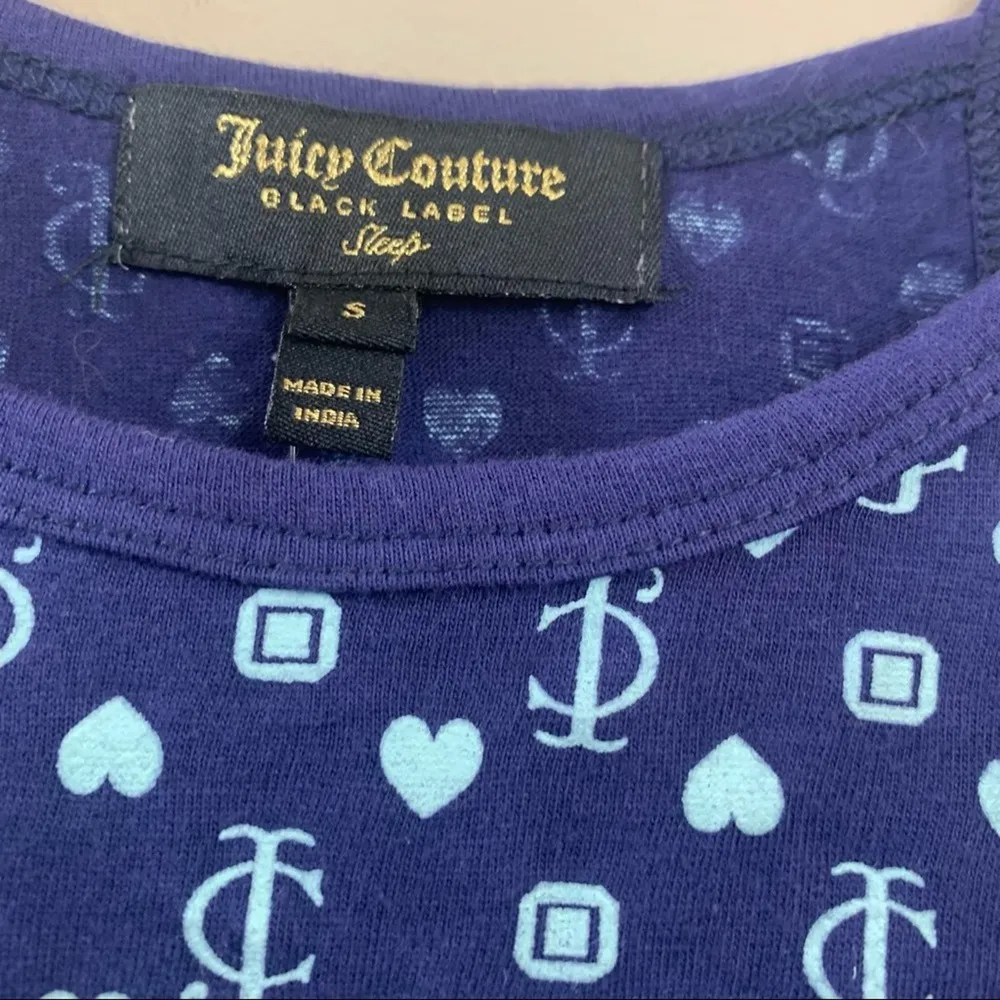 Juicy Couture
BLACK LABEL
Sleep
S
MADE IN
INDIA